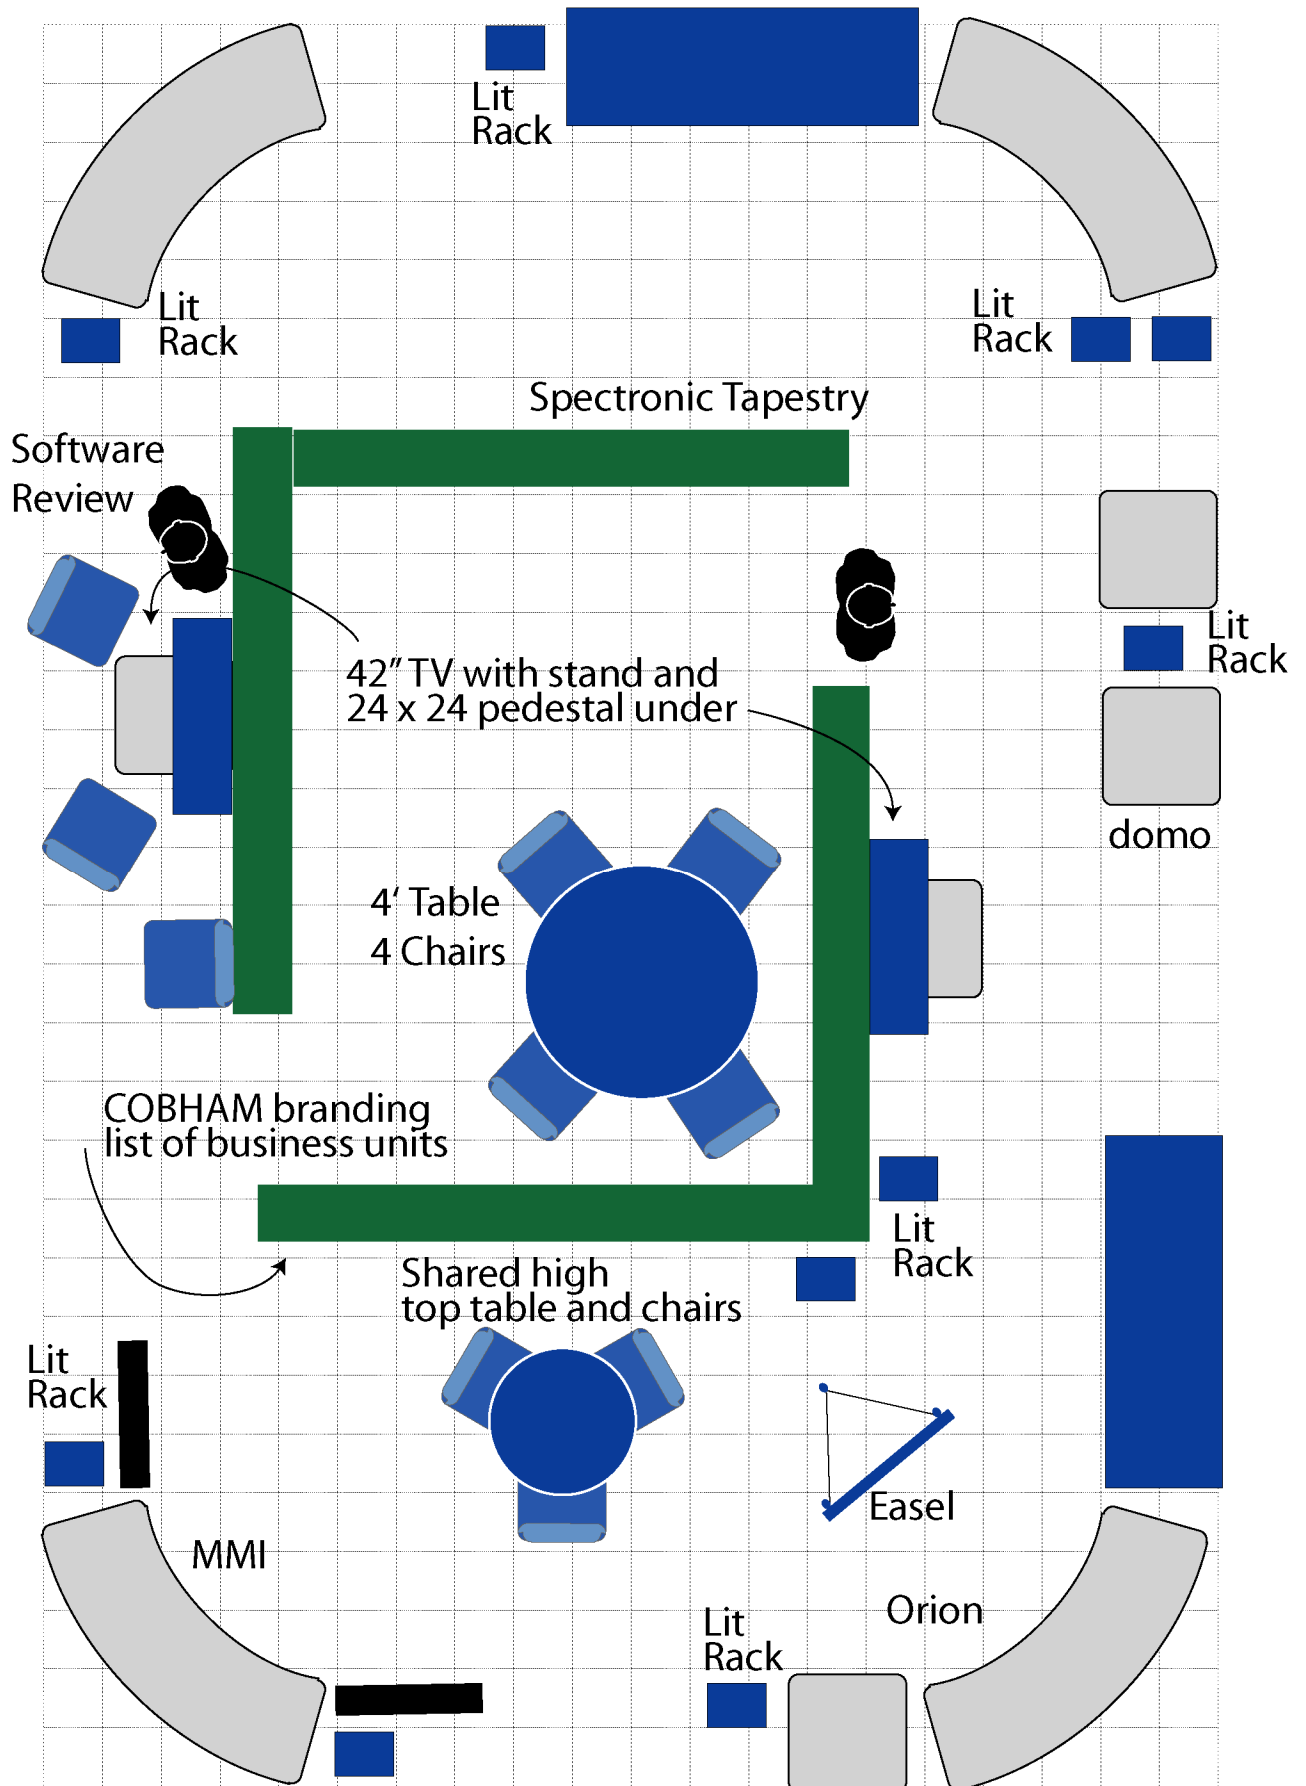 Lit
Rack
Lit
Rack
Lit
Rack
Spectronic Tapestry
Software
Review
Lit
Rack
42” TV with stand and
24 x 24 pedestal under
domo
4‘ Table
4 Chairs
COBHAM branding
list of business units
Lit
Rack
Shared high
top table and chairs
Lit
Rack
Easel
MMI
Orion
Lit
Rack